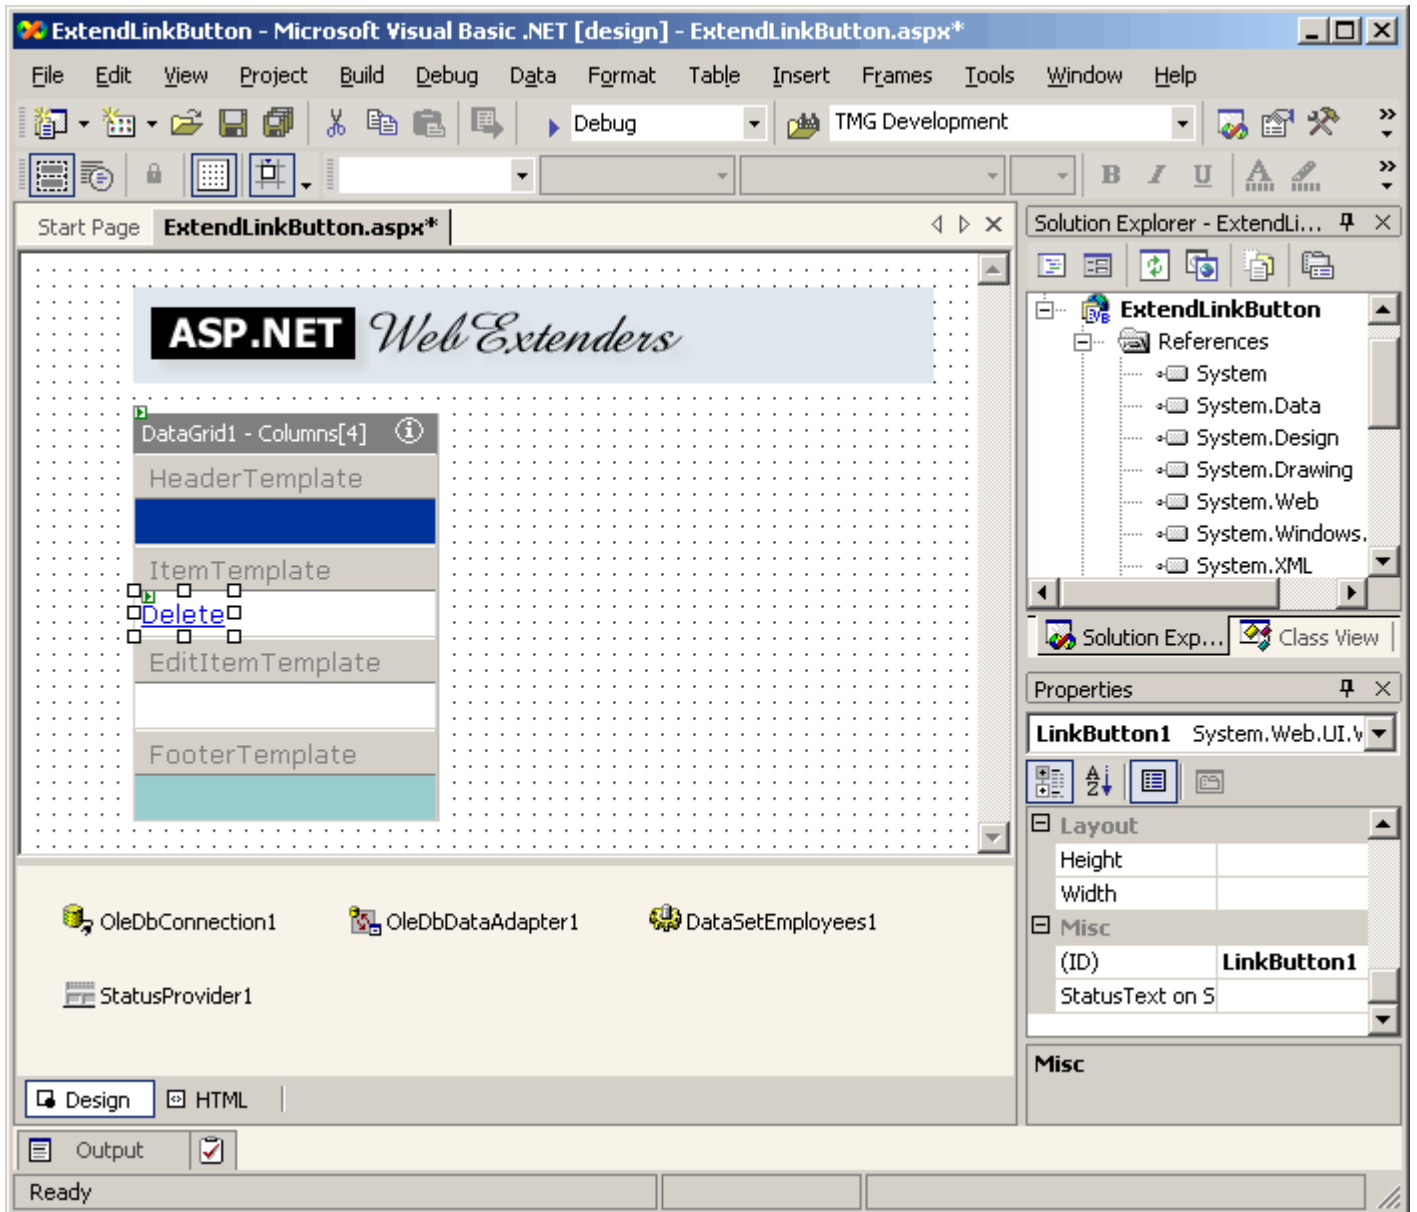 ExtendLinkButton - Microsoft Visual Basic .NET [design] - ExtendLinkButton.aspx*
File Edit View Project Build Debug Data Format Table Insert Frames Tools Window Help
Debug TMG Development
B I U A
Start Page ExtendLinkButton.aspx*
ASP.NET WebExtenders
DataGrid1 - Columns[4]
HeaderTemplate
ItemTemplate
Delete
EditItemTemplate
FooterTemplate
OleDbConnection1 OleDbDataAdapter1 DataSetEmployees1
StatusProvider1
Design HTML
Output
Ready
Solution Explorer - ExtendLi...
ExtendLinkButton
References
System
System.Data
System.Design
System.Drawing
System.Web
System.Windows.
System.XML
Solution Exp... Class View
Properties
LinkButton1 System.Web.UI.W
Layout
Height
Width
Misc
(ID) LinkButton1
StatusText on S
Misc